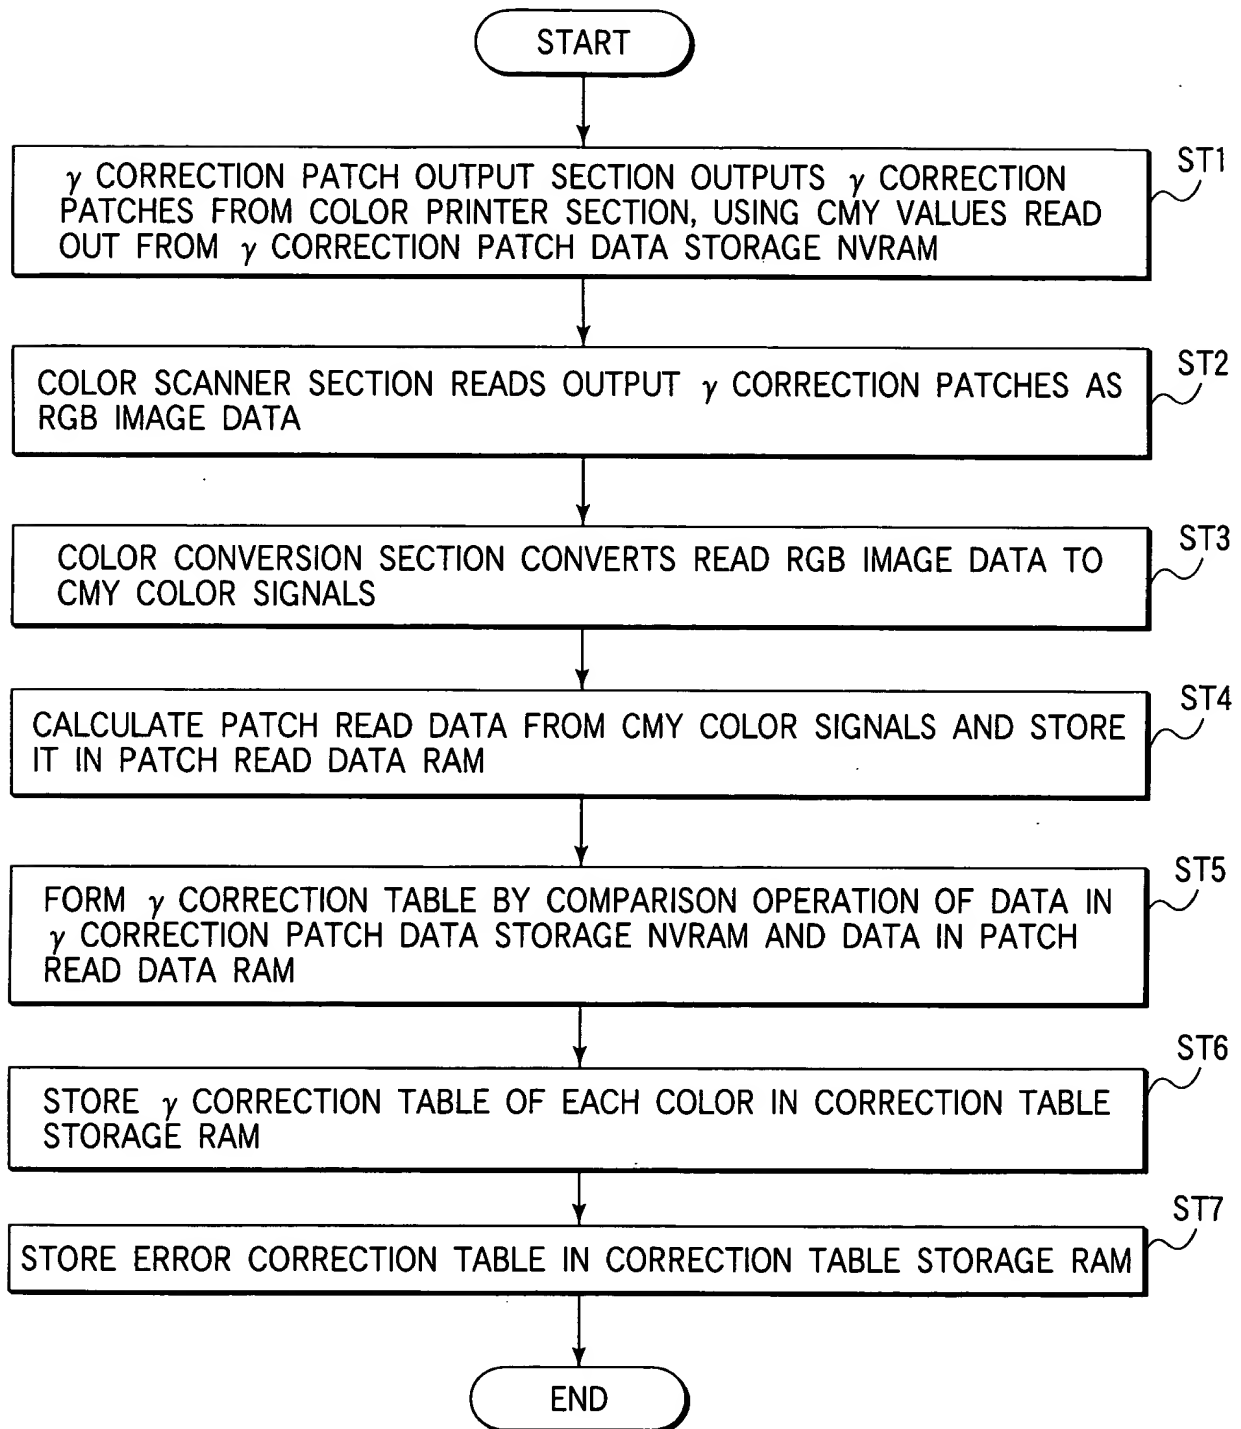 START
ST1
γ CORRECTION PATCH OUTPUT SECTION OUTPUTS γ CORRECTION
PATCHES FROM COLOR PRINTER SECTION, USING CMY VALUES READ
OUT FROM γ CORRECTION PATCH DATA STORAGE NVRAM
ST2
COLOR SCANNER SECTION READS OUTPUT γ CORRECTION PATCHES AS
RGB IMAGE DATA
ST3
COLOR CONVERSION SECTION CONVERTS READ RGB IMAGE DATA TO
CMY COLOR SIGNALS
ST4
CALCULATE PATCH READ DATA FROM CMY COLOR SIGNALS AND STORE
IT IN PATCH READ DATA RAM
ST5
FORM γ CORRECTION TABLE BY COMPARISON OPERATION OF DATA IN
γ CORRECTION PATCH DATA STORAGE NVRAM AND DATA IN PATCH
READ DATA RAM
ST6
STORE γ CORRECTION TABLE OF EACH COLOR IN CORRECTION TABLE
STORAGE RAM
ST7
STORE ERROR CORRECTION TABLE IN CORRECTION TABLE STORAGE RAM
END